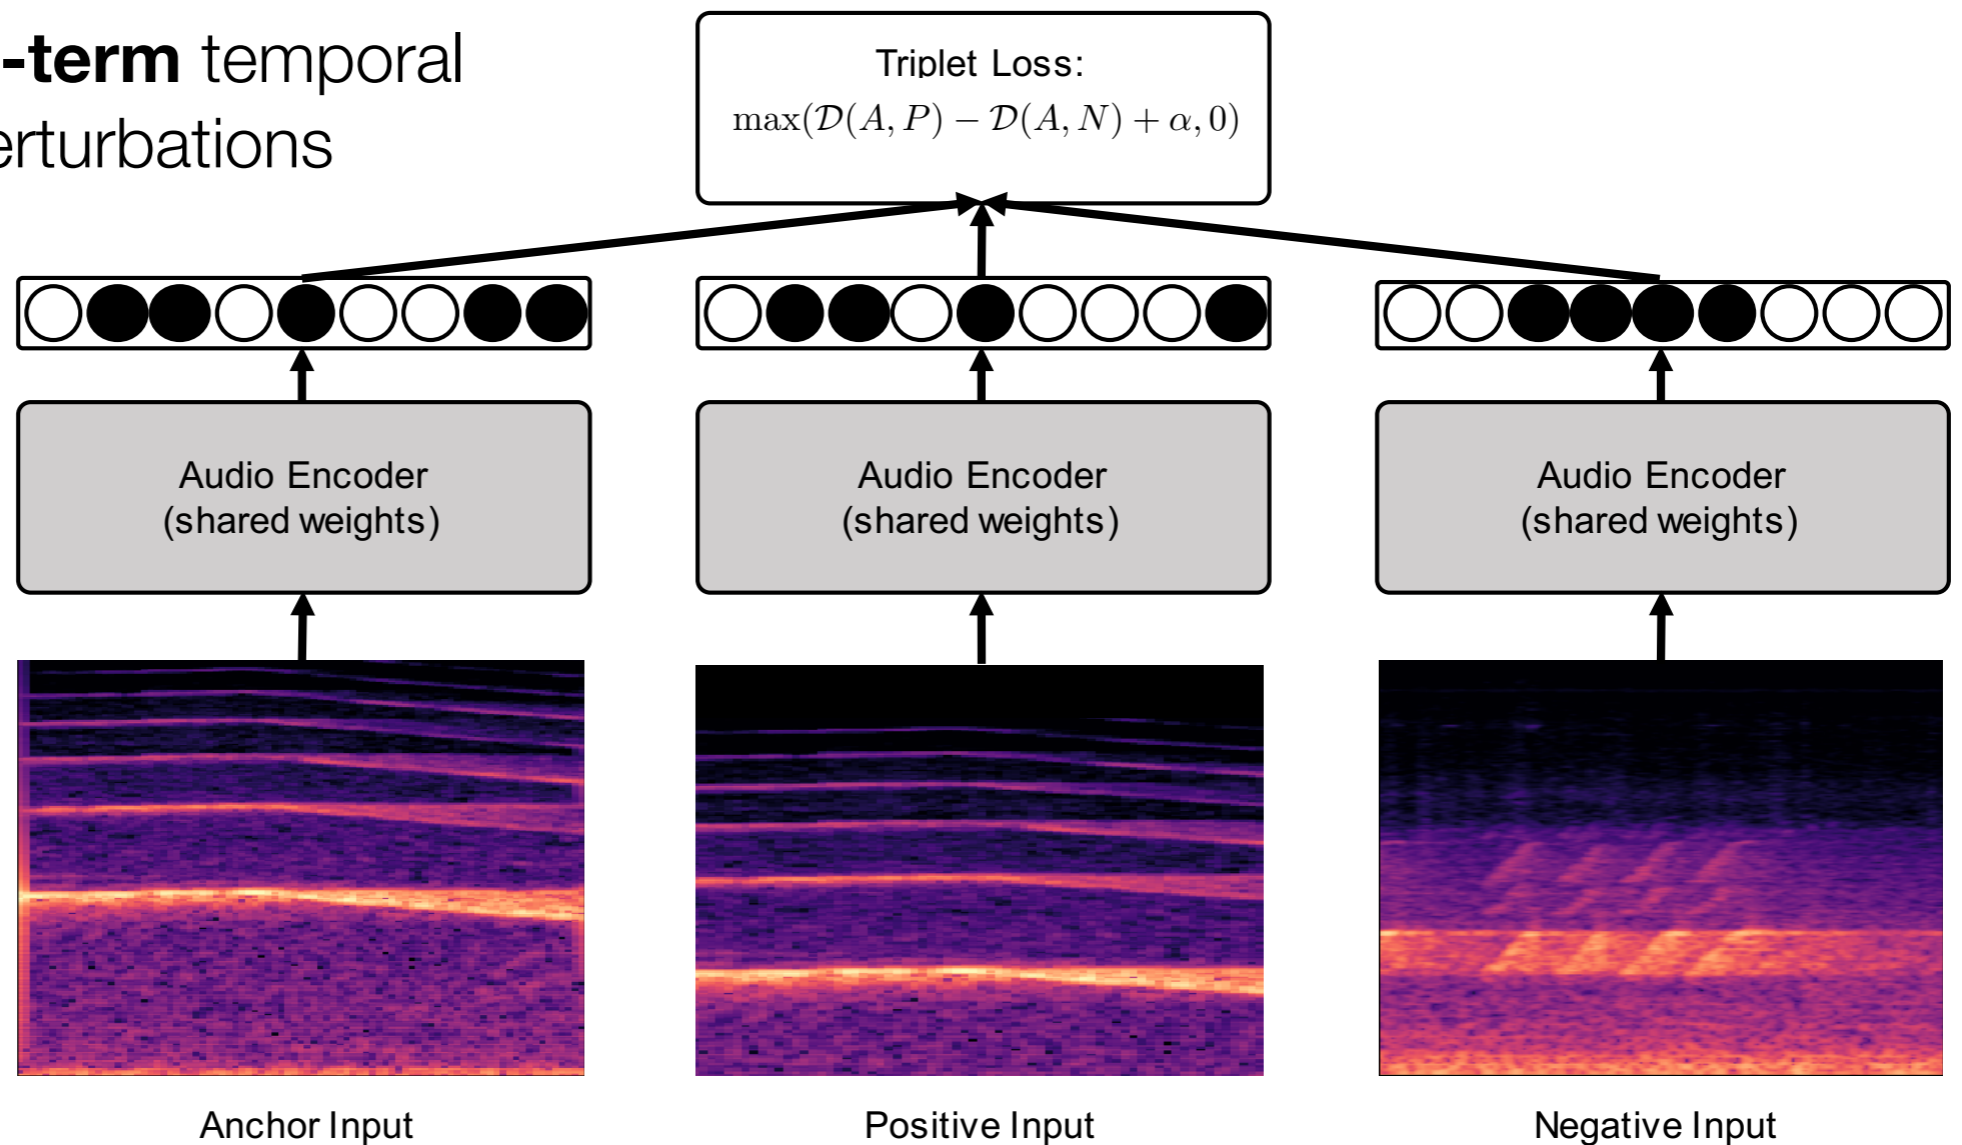 -term temporal
erturbations
Triplet Loss:
max(𝒟(A, P) − 𝒟(A, N) + α, 0)
Audio Encoder
(shared weights)
Audio Encoder
(shared weights)
Audio Encoder
(shared weights)
Anchor Input
Positive Input
Negative Input